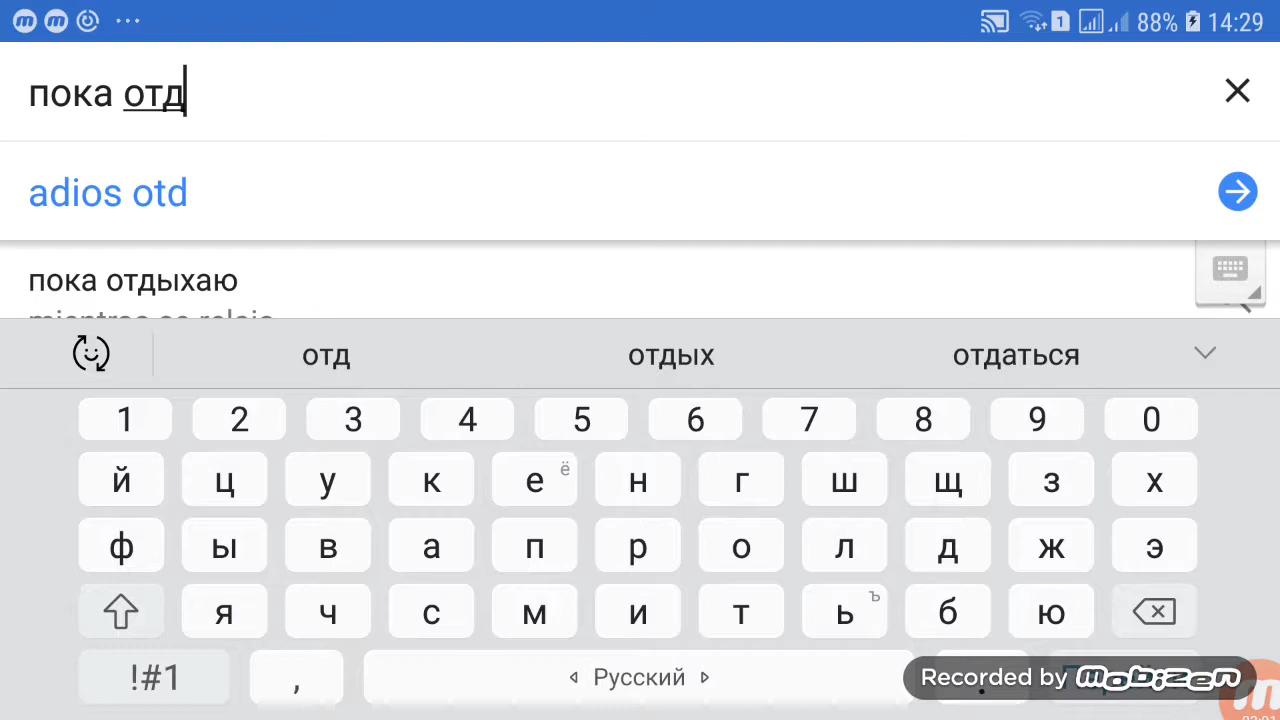 88% 14:29
пока отд
adios otd
пока отдыхаю
отд отдых отдаться
1 2 3 4 5 6 7 8 9 0
й ц у к е ё н г ш щ з х
ф ы в а п р о л д ж э
я ч с м и т ь ъ б ю
!#1 , Русский .
Recorded by mobizen